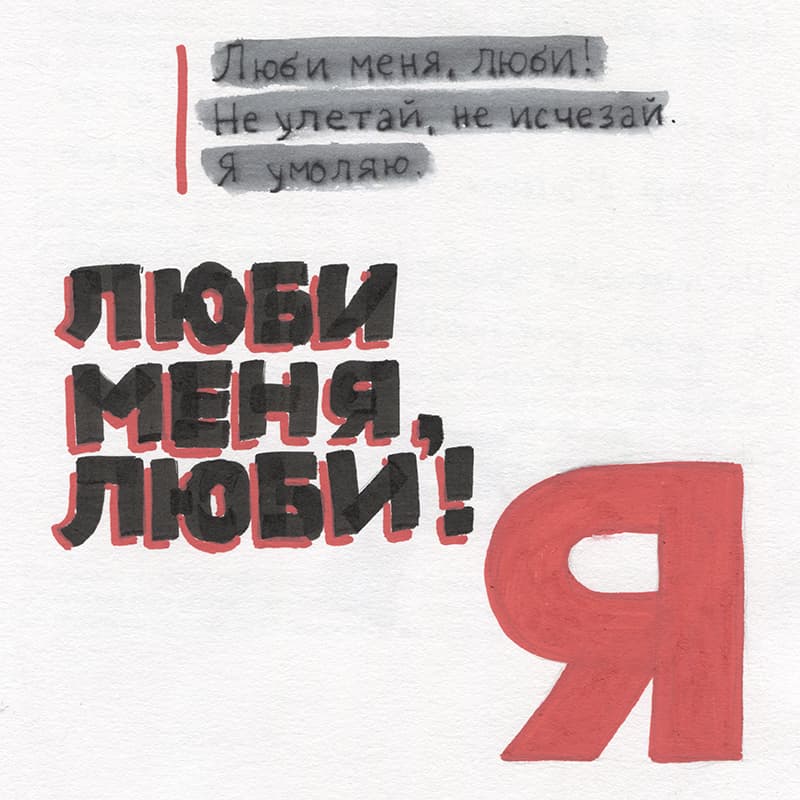 Люби меня, люби!
Не улетай, не исчезай.
Я умоляю.
ЛЮБИ
МЕНЯ,
ЛЮБИ!
Я